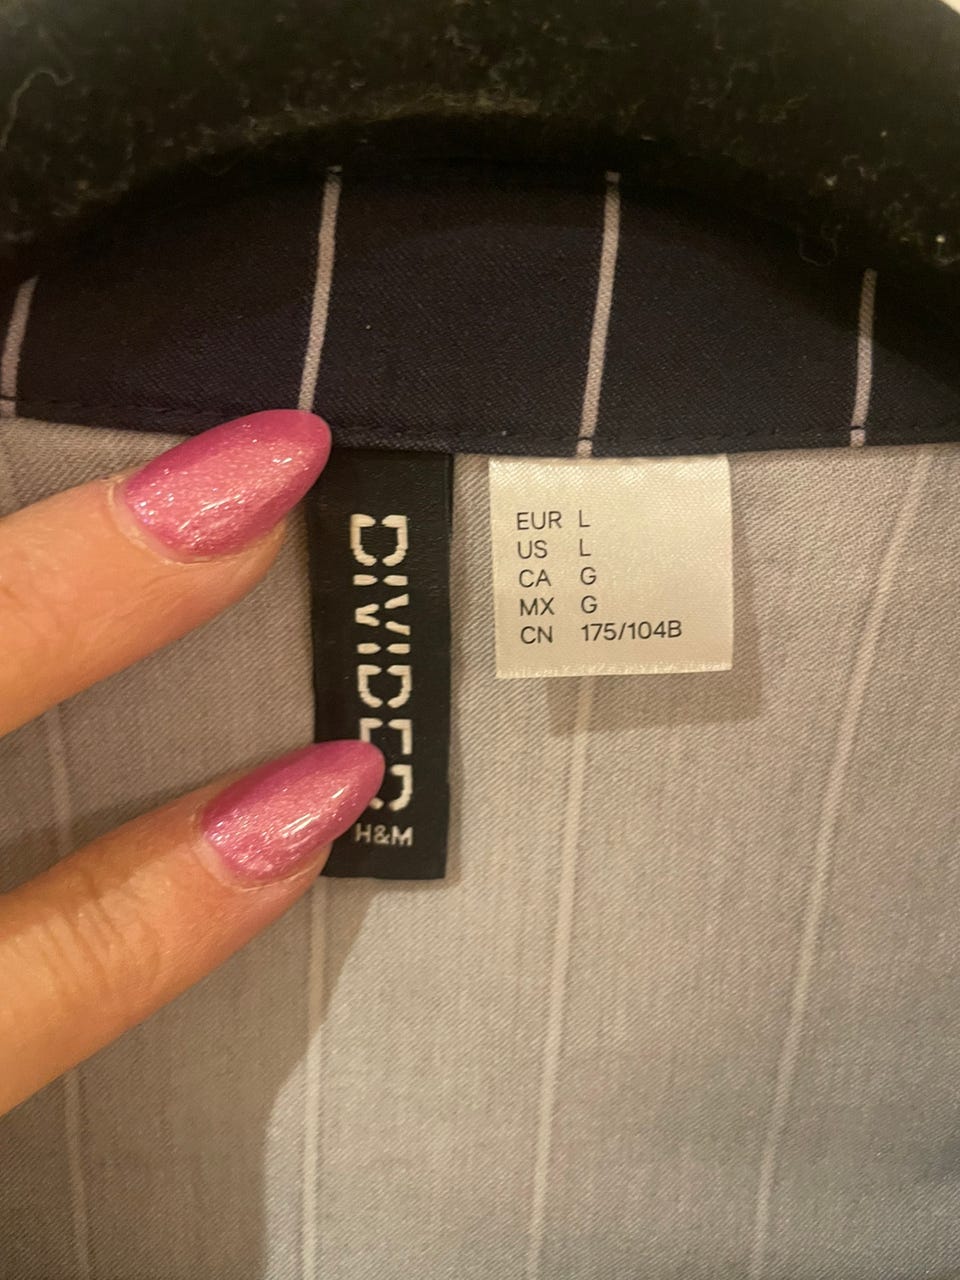 DIVIDED
H&M
EUR L
US L
CA G
MX G
CN 175/104B